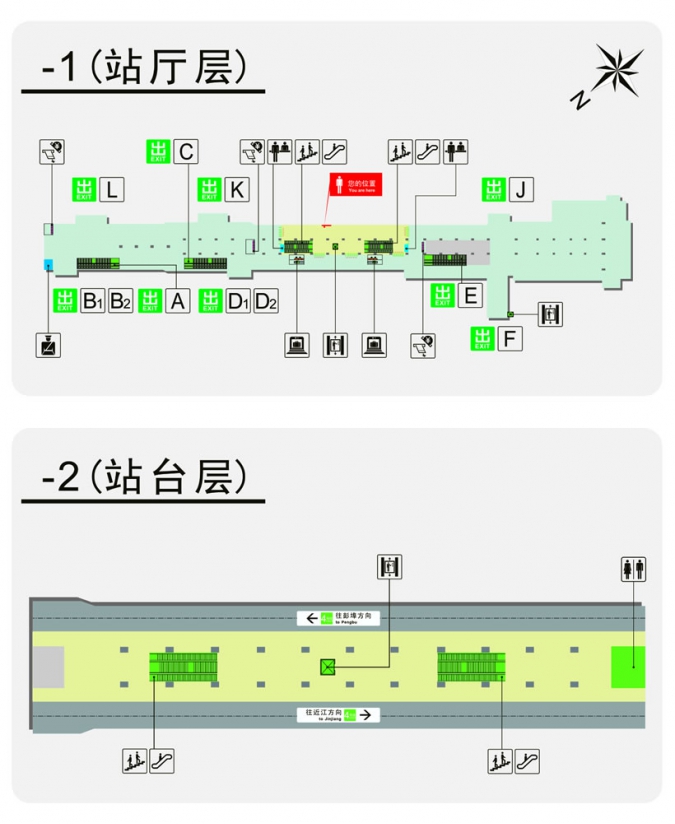 -1(站厅层)
N
出 EXIT C
出 EXIT L
出 EXIT K
您的位置
You are here
出 EXIT J
出 EXIT B1 B2
出 EXIT A
出 EXIT D1 D2
出 EXIT E
出 EXIT F
-2(站台层)
往彭埠方向
to Pengbu
往近江方向
to Jinjiang